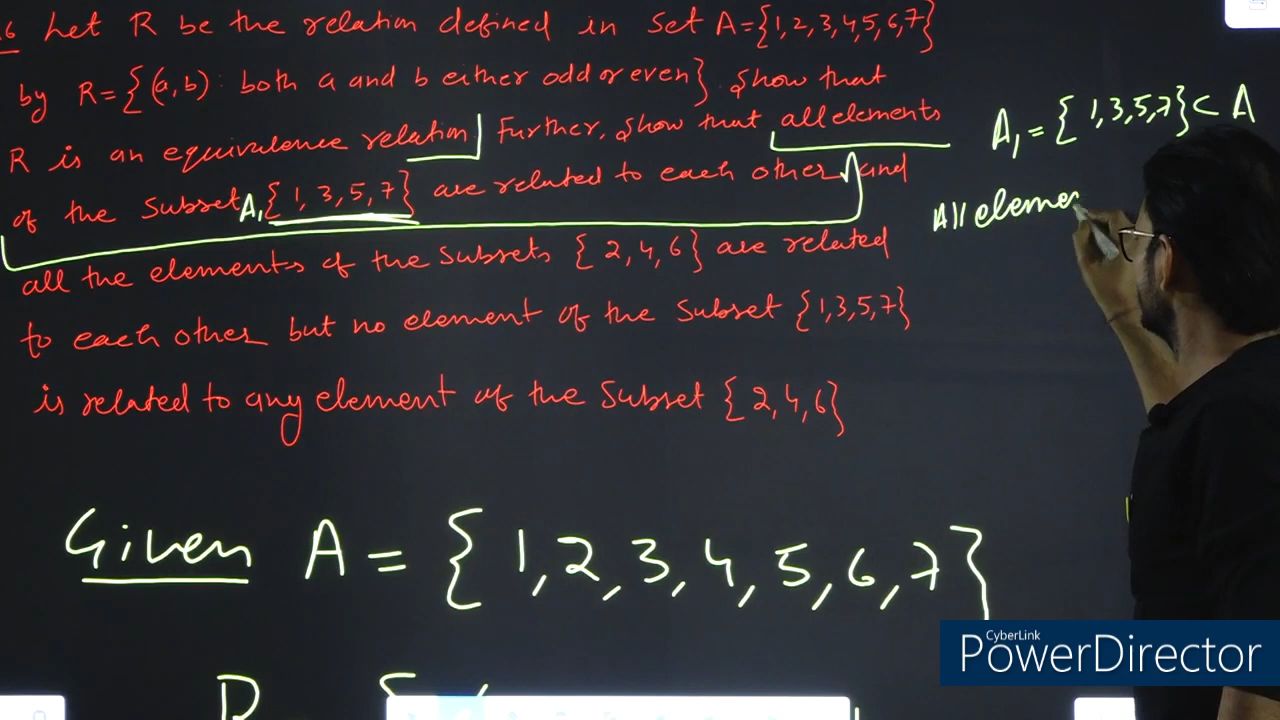 6 Let R be the relation defined in Set A={1,2,3,4,5,6,7}
by R={(a,b): both a and b either odd or even}. Show that
R is an equivalence relation. Further, show that all elements
of the Subset A₁{1,3,5,7} are related to each other and
all the elements of the Subsets {2,4,6} are related
to each other but no element of the Subset {1,3,5,7}
is related to any element of the Subset {2,4,6}
A₁={1,3,5,7}⊂A
All eleme
Given A={1,2,3,4,5,6,7}
CyberLink
PowerDirector